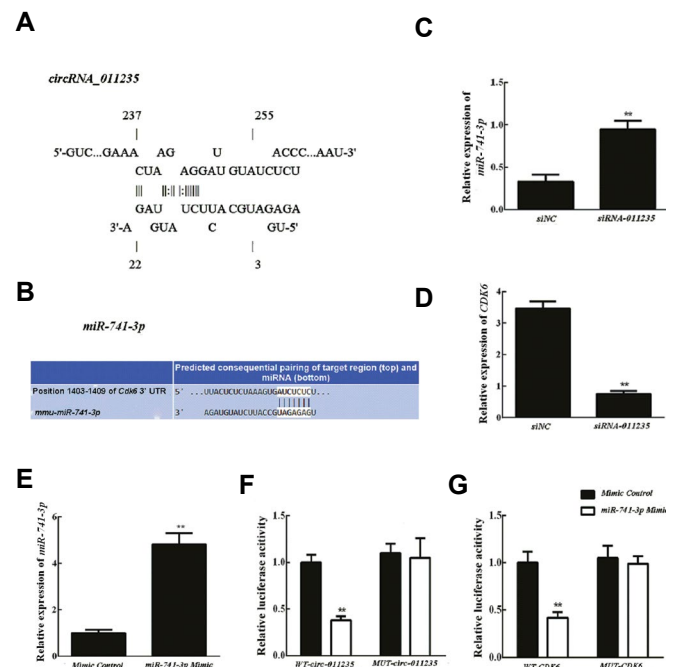 A
circRNA_011235
237 255
5'-GUC...GAAA AG U ACCC...AAU-3'
CUA AGGAU GUAUCUCU
GAU UCUUA CGUAGAGA
3'-A GUA C GU-5'
22 3
B
miR-741-3p
Predicted consequential pairing of target region (top) and
miRNA (bottom)
Position 1403-1409 of Cdk6 3' UTR 5' ...UUACUCUCUAAAGUGAUCUCUCU...
mmu-miR-741-3p 3' AGAUGUAUCUUACCGUAGAGAGU
C
Relative expression of
miR-741-3p
1.5
1.0
0.5
0.0
**
siNC siRNA-011235
D
Relative expression of CDK6
4
3
2
1
0
**
siNC siRNA-011235
E
Relative expression of miR-741-3p
6
4
2
0
**
Mimic Control miR-741-3p Mimic
F
Relative luciferase acitivity
1.5
1.0
0.5
0.0
**
WT-circ-011235 MUT-circ-011235
G
Mimic Control
miR-741-3p Mimic
Relative luciferase acitivity
1.5
1.0
0.5
0.0
**
WT-CDK6 MUT-CDK6